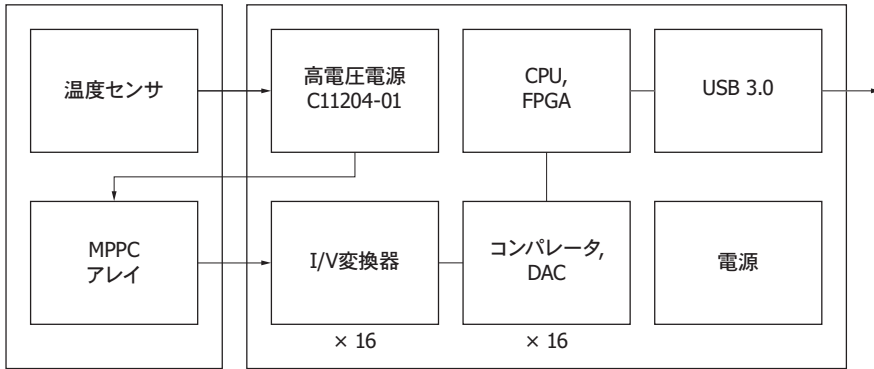 温度センサ
高電圧電源
C11204-01
CPU,
FPGA
USB 3.0
MPPC
アレイ
I/V変換器
コンパレータ,
DAC
電源
× 16
× 16